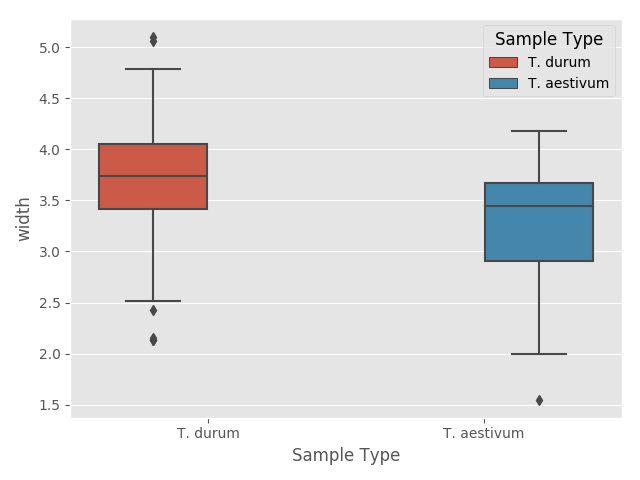 Sample Type
T. durum
T. aestivum
5.0
4.5
4.0
3.5
3.0
2.5
2.0
1.5
width
T. durum
T. aestivum
Sample Type